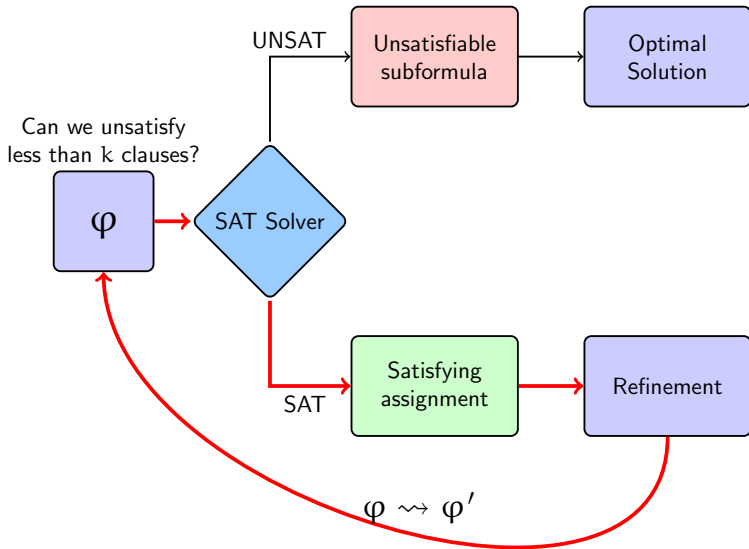 UNSAT
Unsatisfiable
subformula
Optimal
Solution
Can we unsatisfy
less than k clauses?
φ
SAT Solver
SAT
Satisfying
assignment
Refinement
φ ⇝ φ′